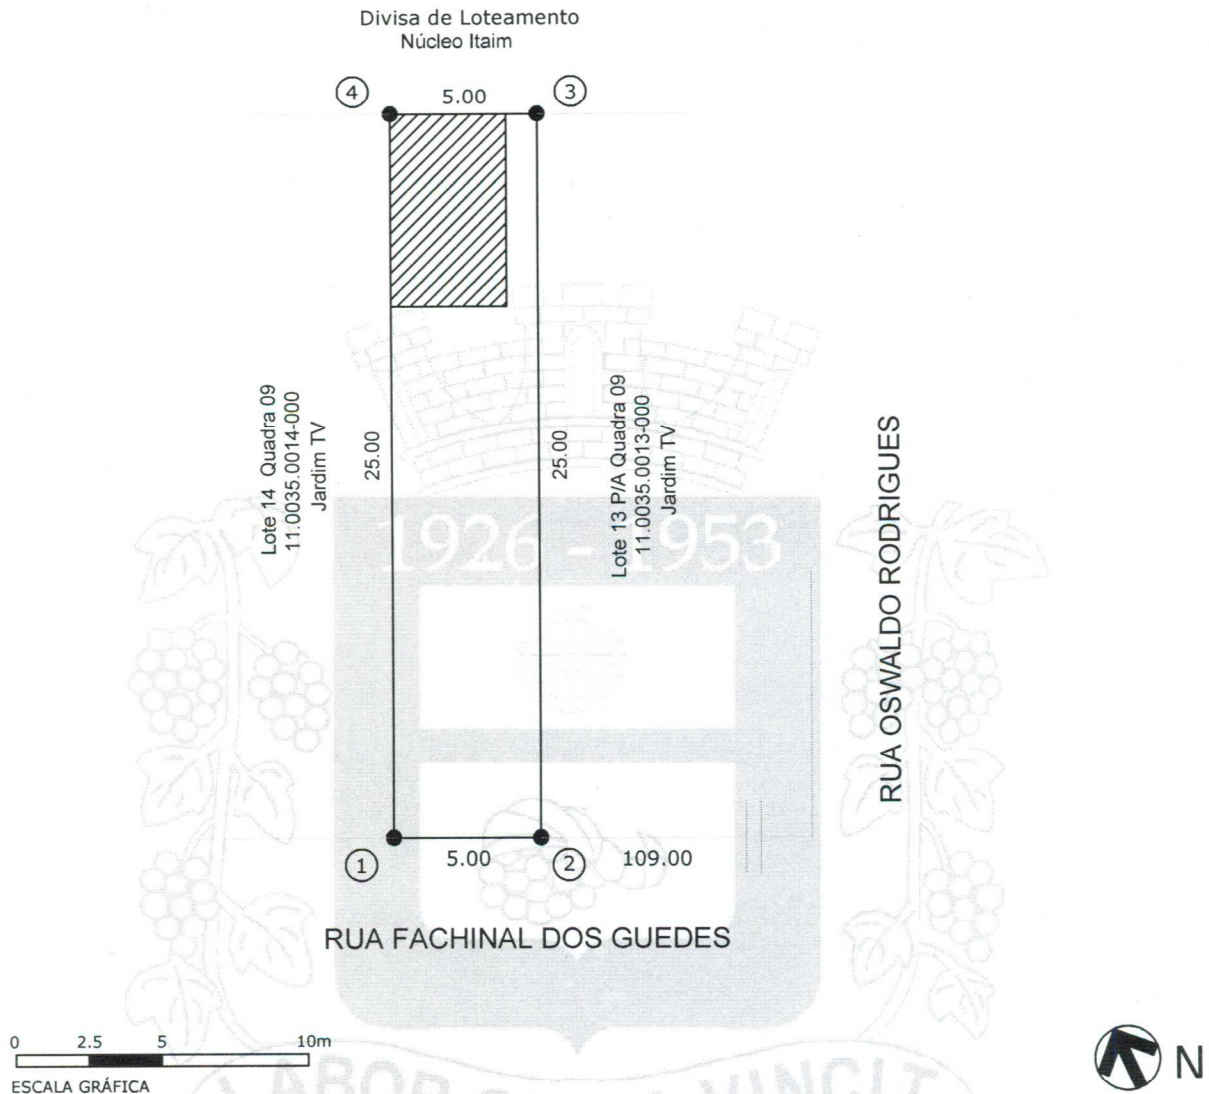 Divisa de Loteamento
Núcleo Itaim
4
5.00
3
Lote 14 Quadra 09
11.0035.0014-000
Jardim TV
25.00
25.00
Lote 13 P/A Quadra 09
11.0035.0013-000
Jardim TV
RUA OSWALDO RODRIGUES
1926 - 1953
1
5.00
2
109.00
RUA FACHINAL DOS GUEDES
0 2.5 5 10m
ESCALA GRÁFICA
N
VINCIT